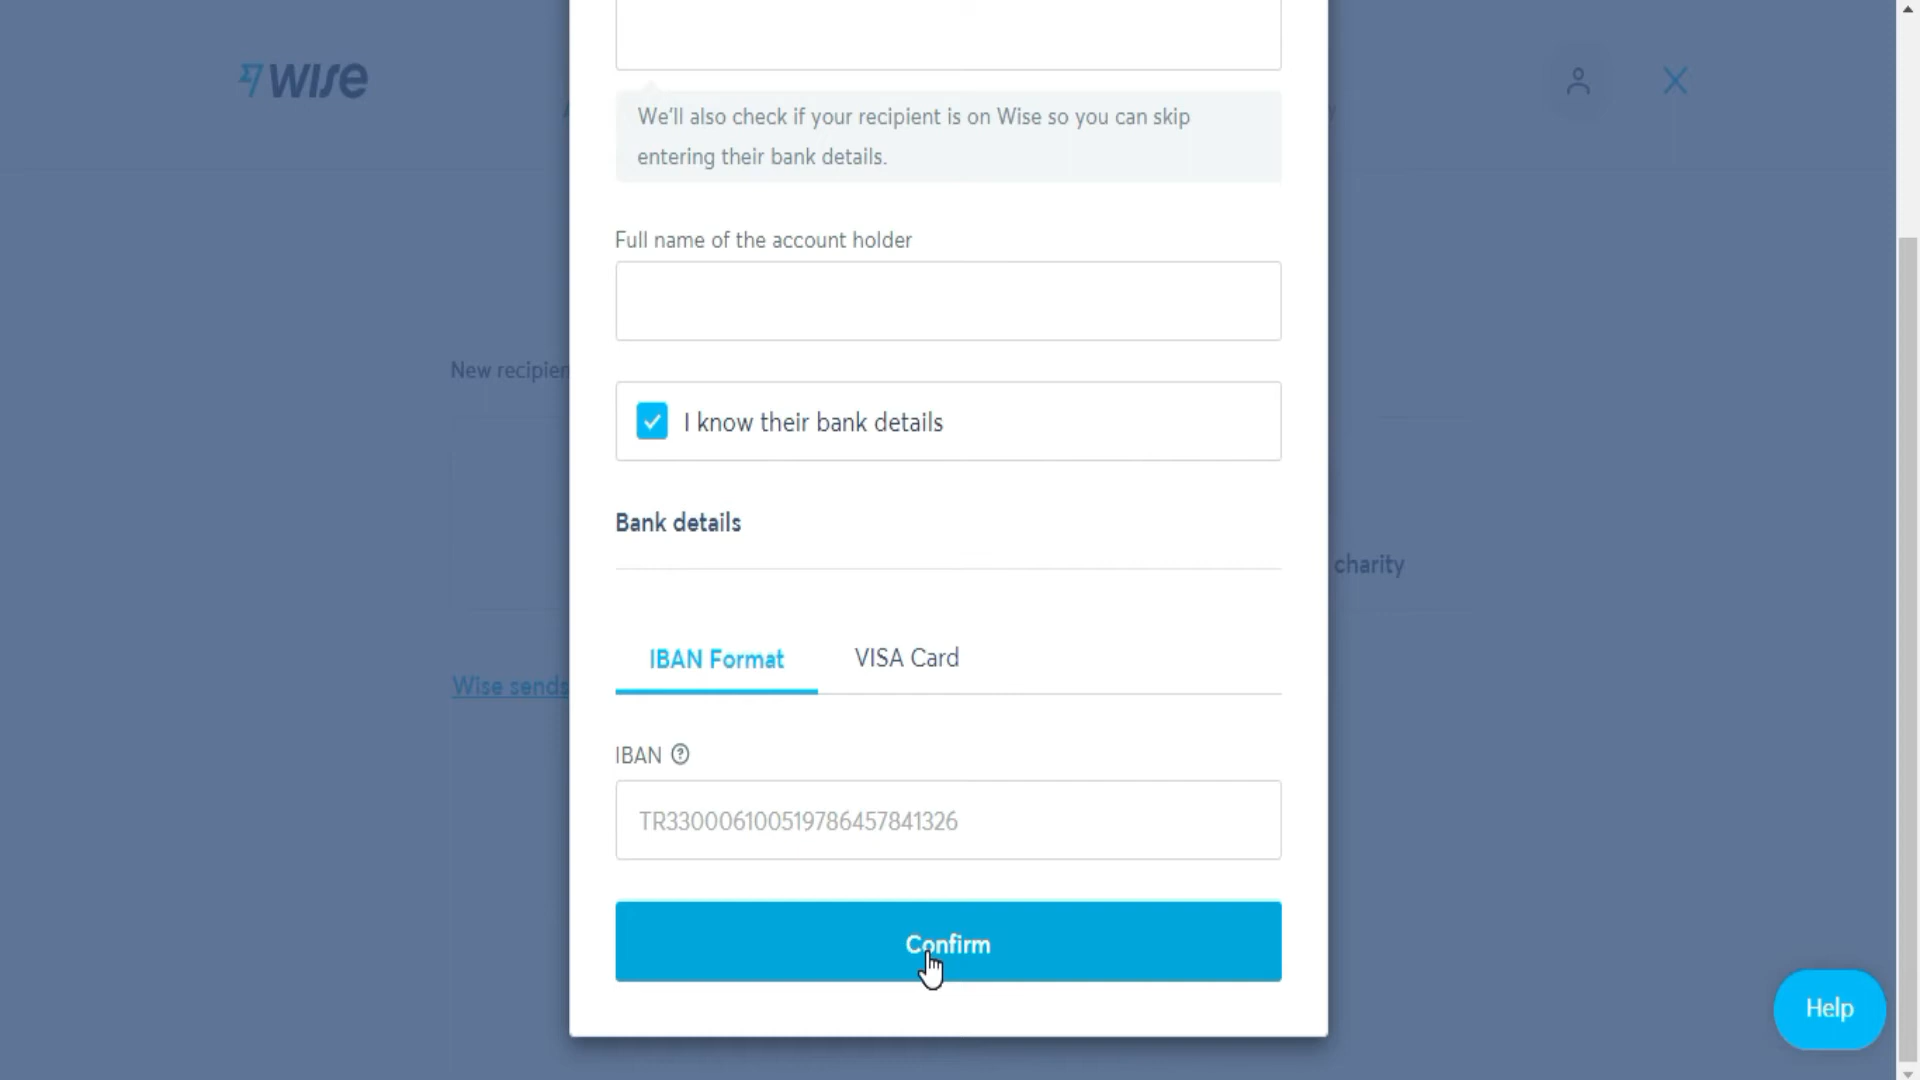 wise
We'll also check if your recipient is on Wise so you can skip
entering their bank details.
Full name of the account holder
New recipien
I know their bank details
Bank details
charity
IBAN Format
VISA Card
Wise sends
IBAN
TR330006100519786457841326
Confirm
Help